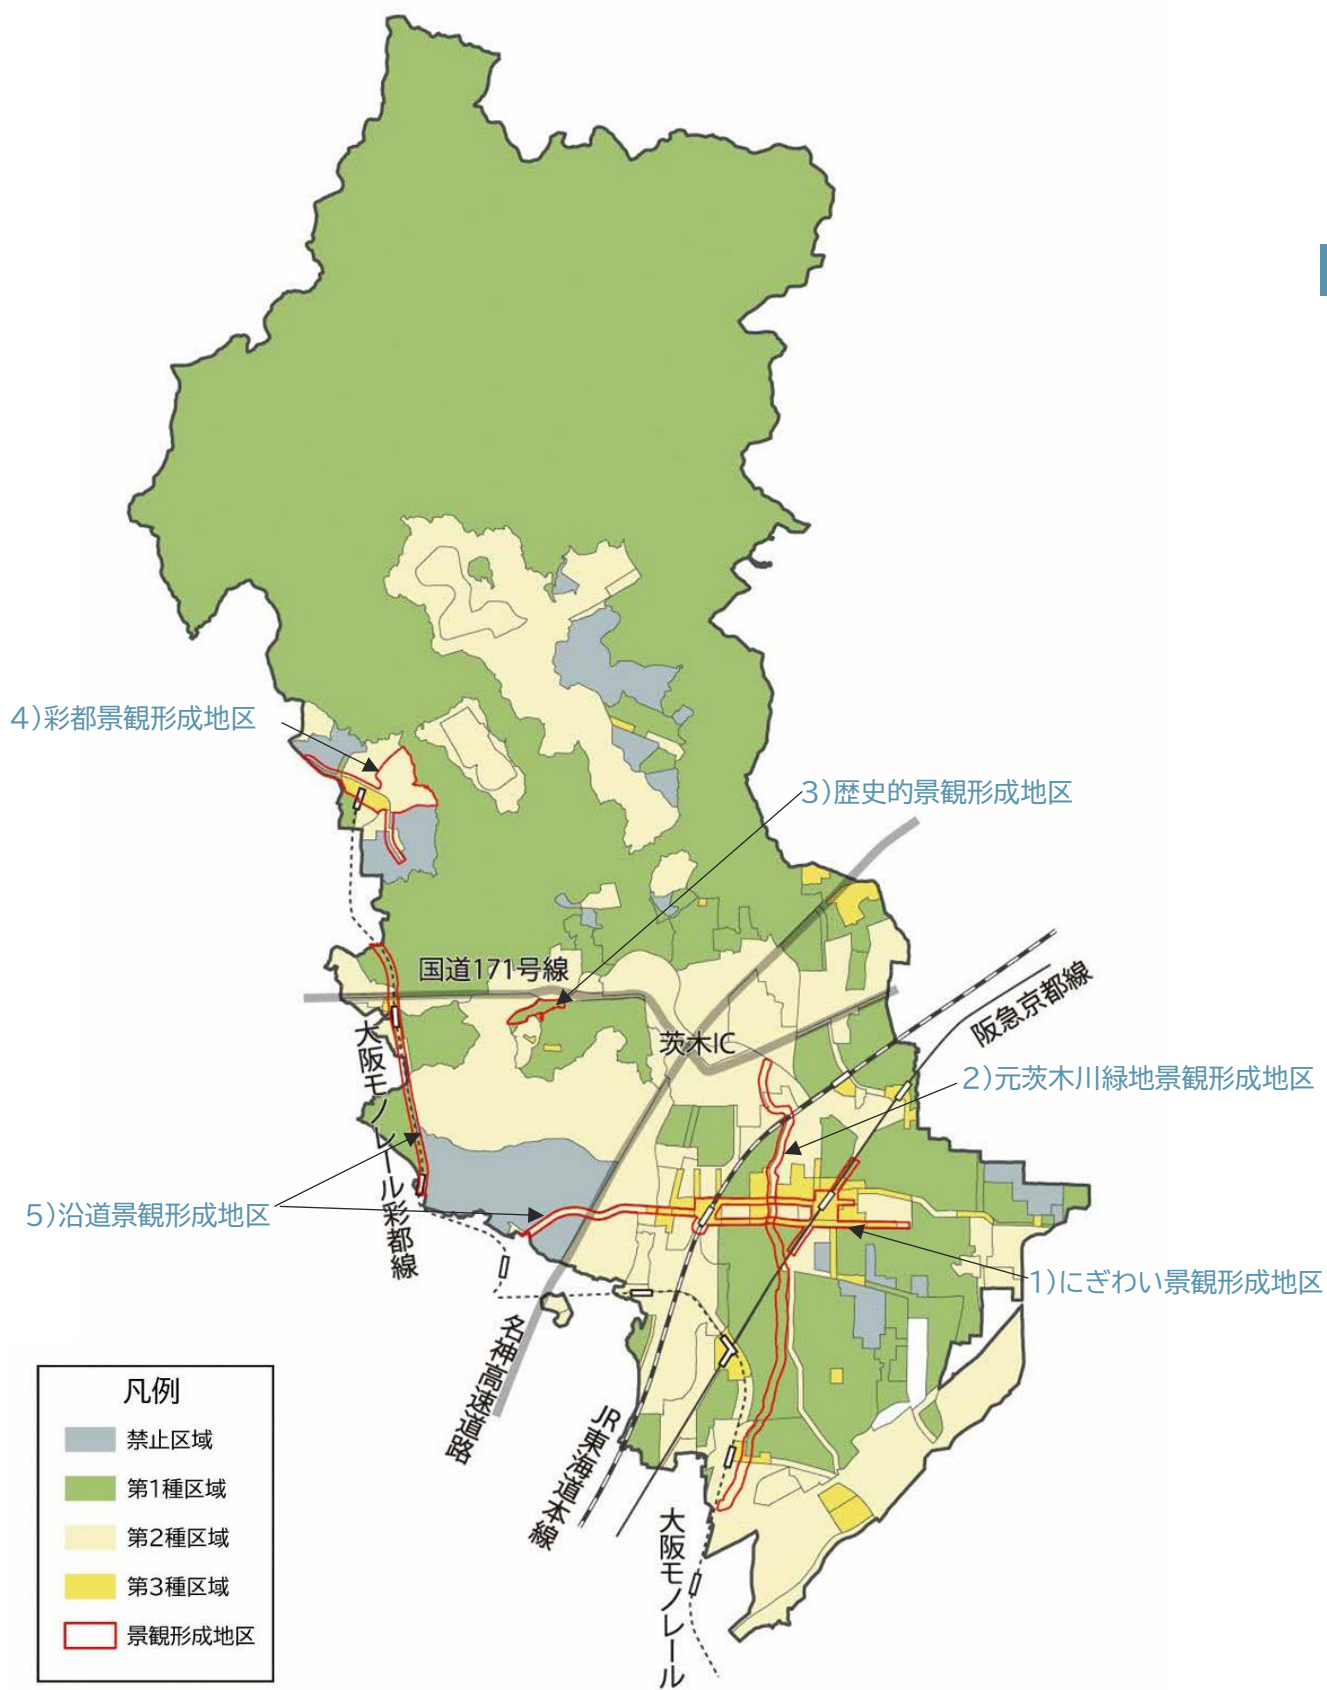 4)彩都景観形成地区
3)歴史的景観形成地区
国道171号線
阪急京都線
茨木IC
大阪モノレール彩都線
2)元茨木川緑地景観形成地区
5)沿道景観形成地区
1)にぎわい景観形成地区
名神高速道路
JR東海道本線
大阪モノレール
凡例
禁止区域
第1種区域
第2種区域
第3種区域
景観形成地区